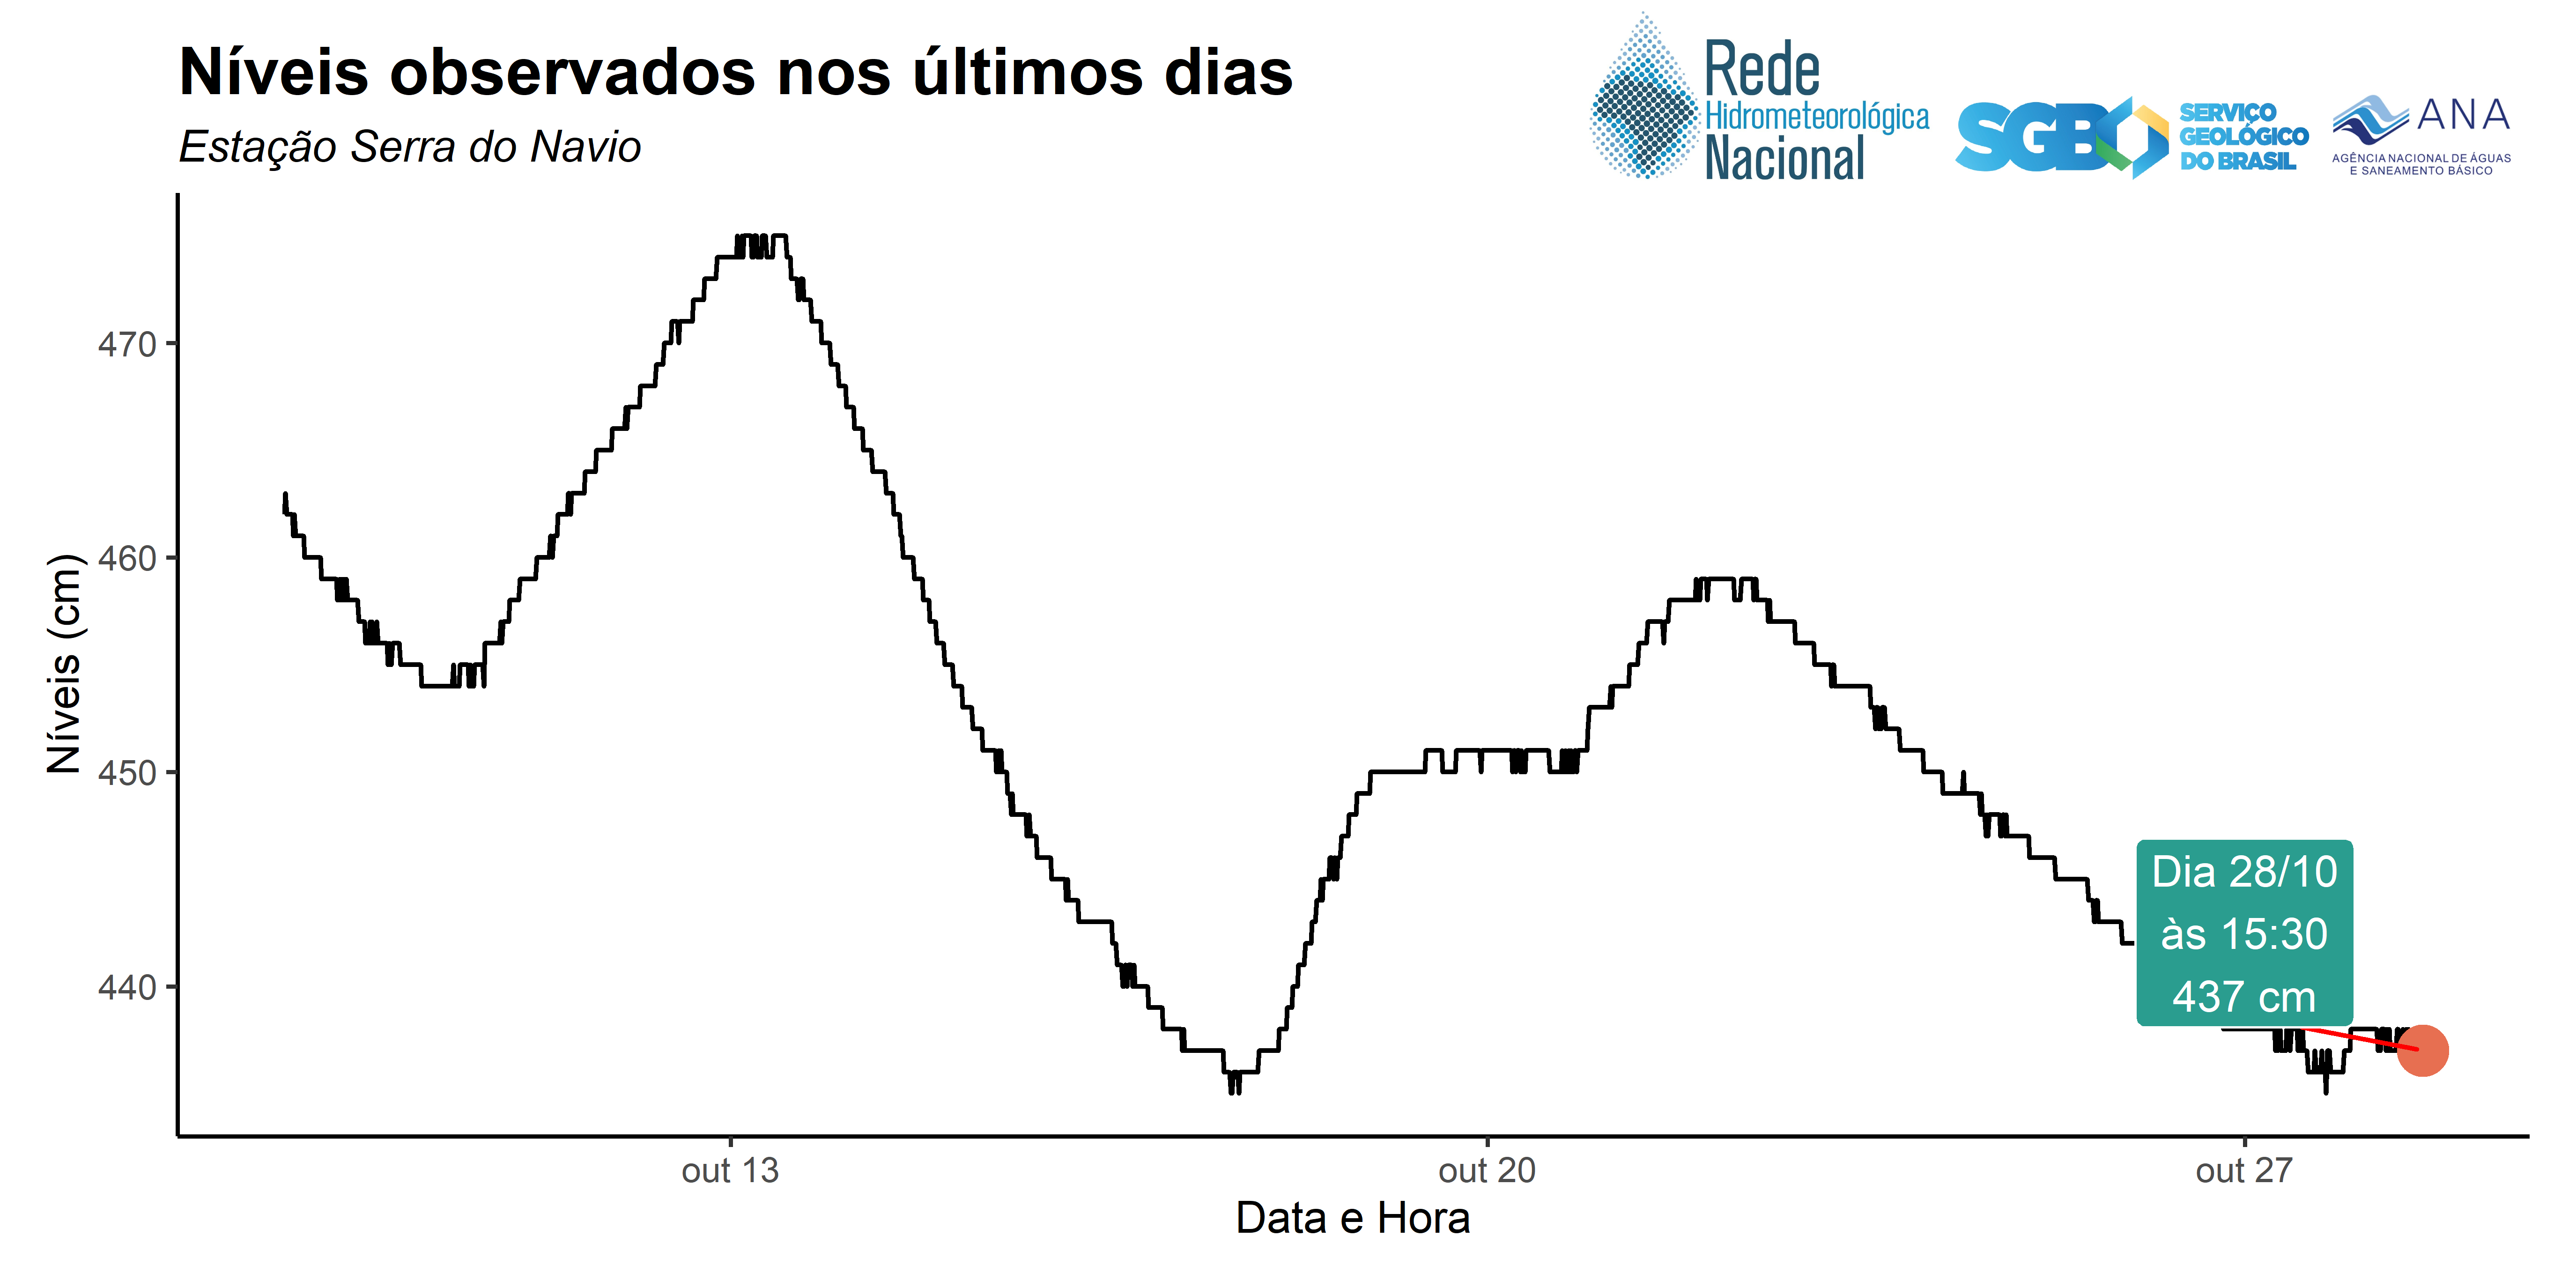 Níveis observados nos últimos dias
Estação Serra do Navio
Rede
Hidrometeorológica
Nacional
SGB
SERVIÇO
GEOLÓGICO
DO BRASIL
ANA
AGÊNCIA NACIONAL DE ÁGUAS
E SANEAMENTO BÁSICO
Níveis (cm)
470
460
450
440
Dia 28/10
às 15:30
437 cm
out 13
out 20
out 27
Data e Hora